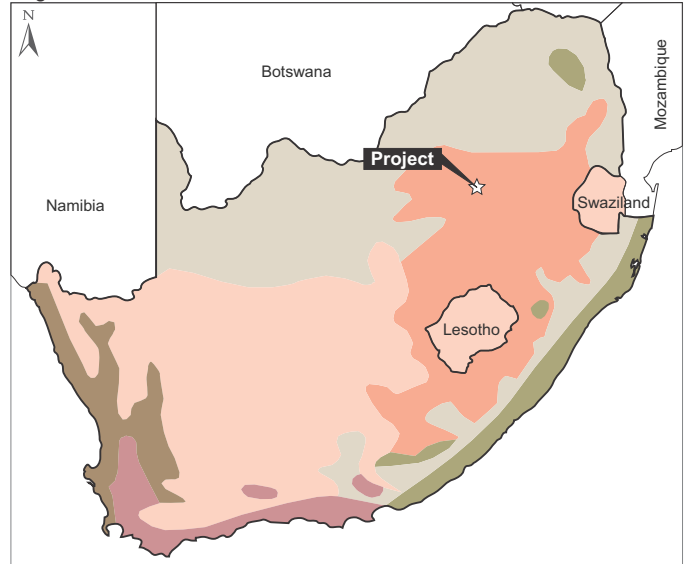 N
Botswana
Mozambique
Project
Namibia
Swaziland
Lesotho